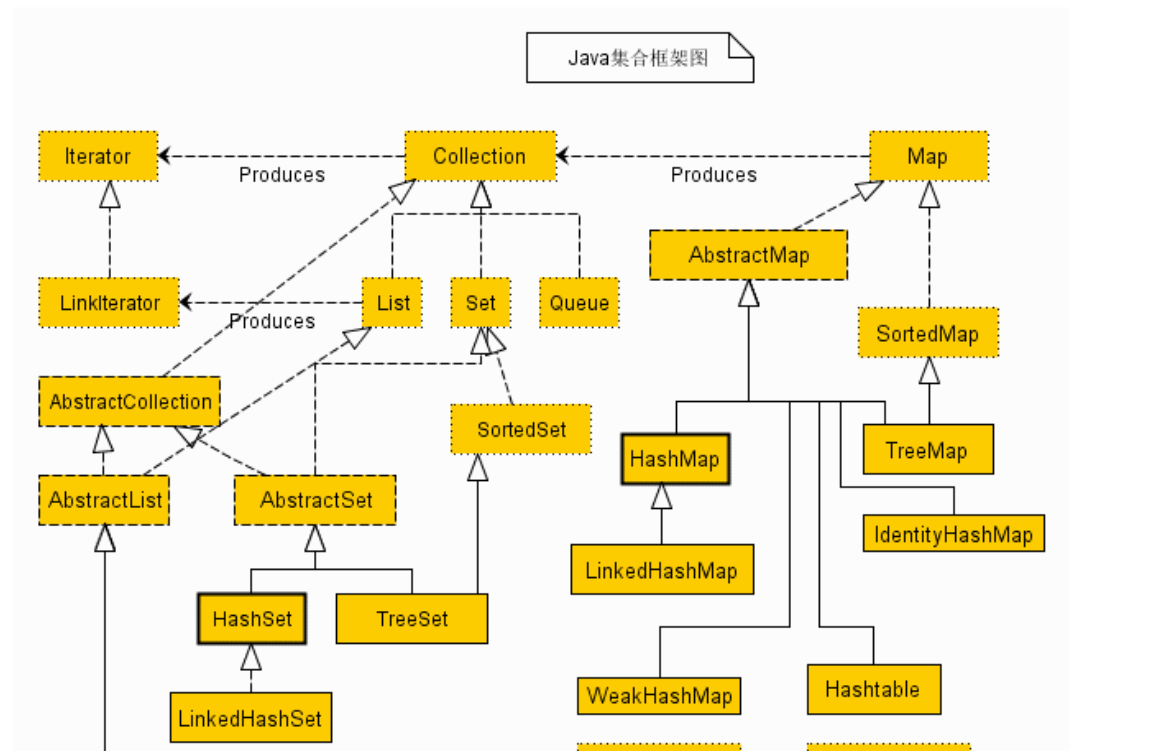 Java集合框架图
Iterator
Collection
Map
Produces
Produces
AbstractMap
LinkIterator
List
Set
Queue
Produces
SortedMap
AbstractCollection
SortedSet
HashMap
TreeMap
AbstractList
AbstractSet
IdentityHashMap
LinkedHashMap
HashSet
TreeSet
WeakHashMap
Hashtable
LinkedHashSet